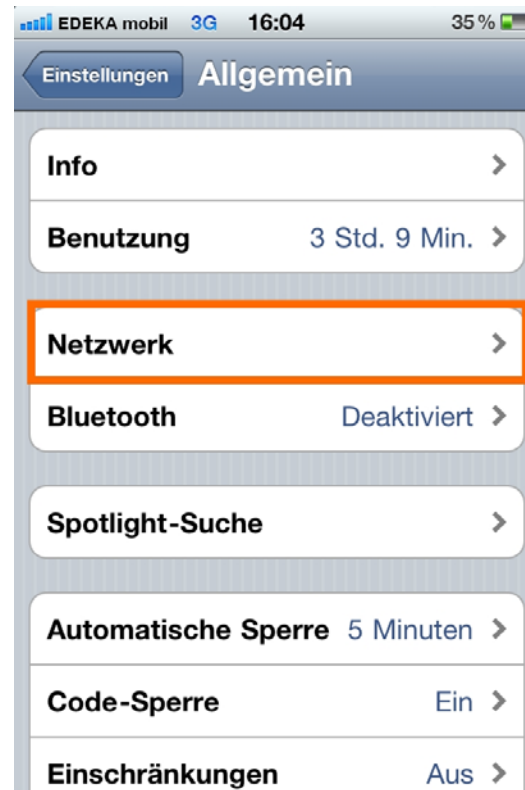 EDEKA mobil 3G 16:04 35 %
Einstellungen Allgemein
Info
Benutzung 3 Std. 9 Min.
Netzwerk
Bluetooth Deaktiviert
Spotlight-Suche
Automatische Sperre 5 Minuten
Code-Sperre Ein
Einschränkungen Aus